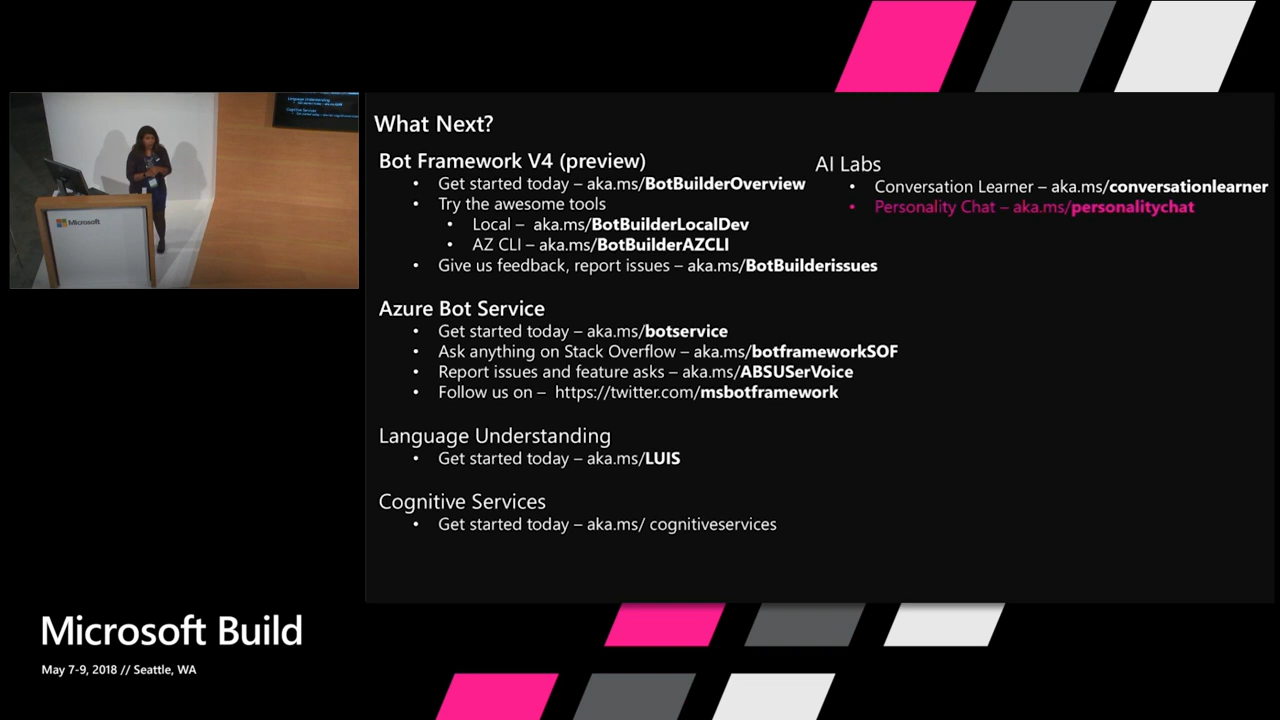 Microsoft
What Next?
Bot Framework V4 (preview)
• Get started today – aka.ms/BotBuilderOverview
• Try the awesome tools
• Local – aka.ms/BotBuilderLocalDev
• AZ CLI – aka.ms/BotBuilderAZCLI
• Give us feedback, report issues – aka.ms/BotBuilderissues
Azure Bot Service
• Get started today – aka.ms/botservice
• Ask anything on Stack Overflow – aka.ms/botframeworkSOF
• Report issues and feature asks – aka.ms/ABSUSerVoice
• Follow us on – https://twitter.com/msbotframework
Language Understanding
• Get started today – aka.ms/LUIS
Cognitive Services
• Get started today – aka.ms/ cognitiveservices
AI Labs
• Conversation Learner – aka.ms/conversationlearner
• Personality Chat – aka.ms/personalitychat
Microsoft Build
May 7-9, 2018 // Seattle, WA